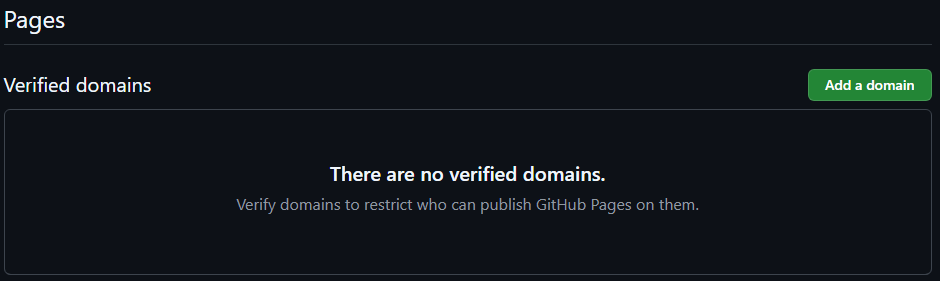 Pages
Verified domains
Add a domain
There are no verified domains.
Verify domains to restrict who can publish GitHub Pages on them.